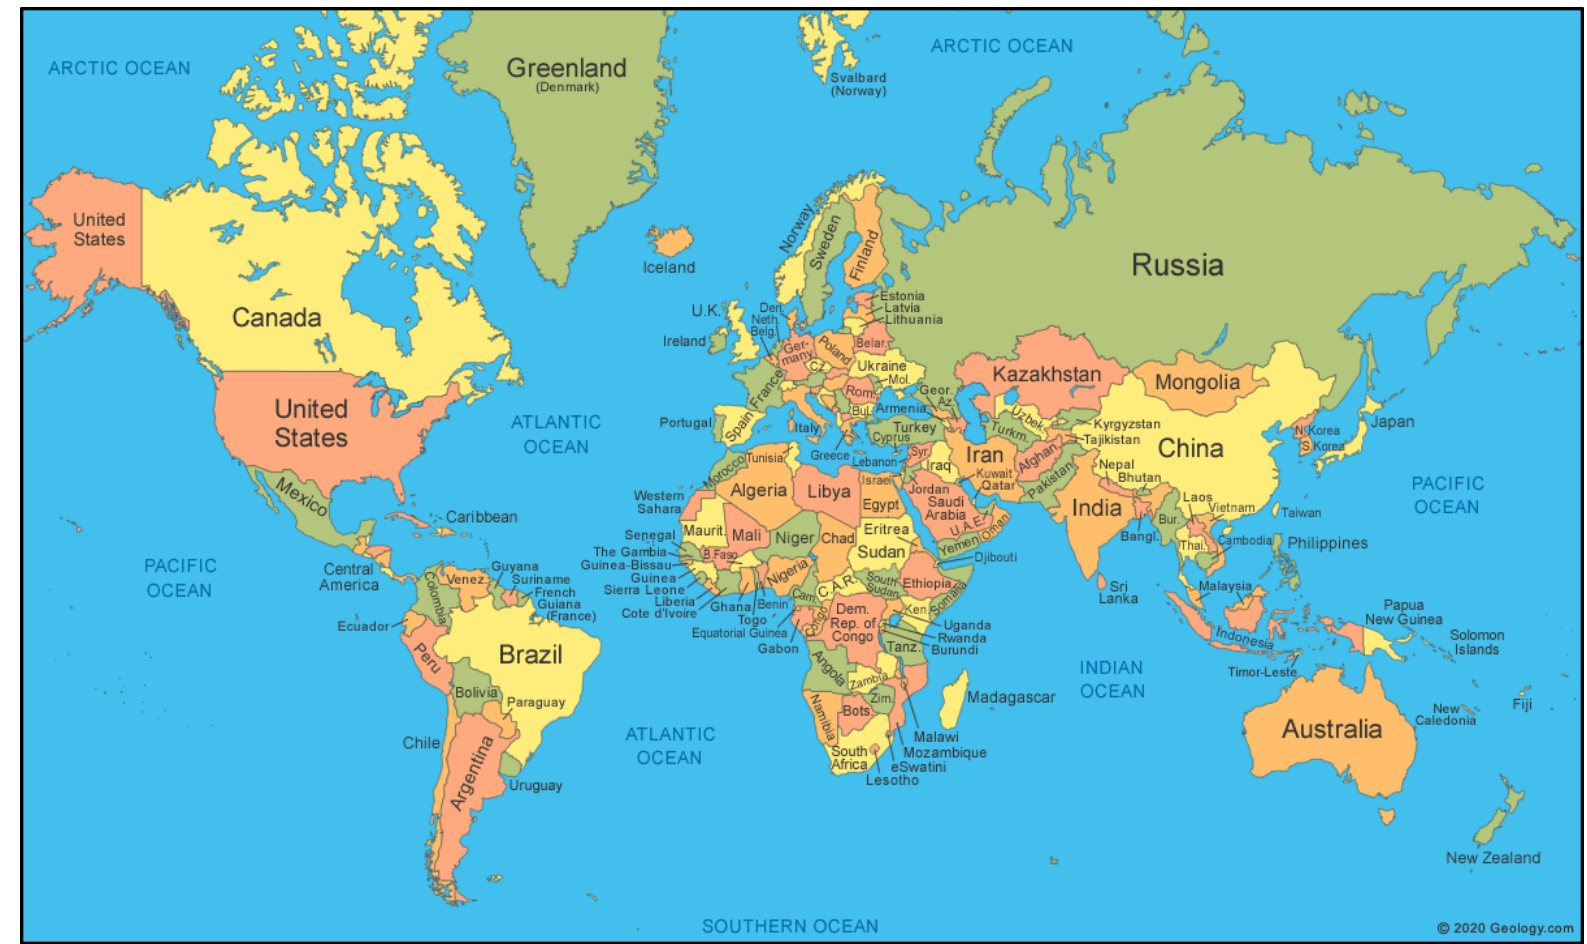 ARCTIC OCEAN
Greenland
(Denmark)
ARCTIC OCEAN
Svalbard
(Norway)
United
States
Canada
Iceland
Norway
Sweden
Finland
Russia
Estonia
Latvia
Lithuania
U.K.
Ireland
Den.
Neth.
Belg.
Ger-
many
Poland
Belar.
Cz.
Ukraine
Mol.
France
Rom.
Bul.
Italy
Spain
Portugal
Greece
Geor.
Az.
Armenia
Turkey
Cyprus
Lebanon
Syr.
Israel
Iraq
Iran
Kuwait
Qatar
Jordan
Saudi
Arabia
U.A.E.
Oman
Yemen
Kazakhstan
Uzbek.
Turkm.
Kyrgyzstan
Tajikistan
Afghan.
Pakistan
Mongolia
China
N.Korea
S.Korea
Japan
Nepal
Bhutan
India
Bangl.
Bur.
Laos
Vietnam
Thai.
Cambodia
Taiwan
Philippines
Sri
Lanka
Malaysia
Indonesia
Timor-Leste
Papua
New Guinea
Solomon
Islands
United
States
ATLANTIC
OCEAN
PACIFIC
OCEAN
Mexico
Caribbean
PACIFIC
OCEAN
Central
America
Guyana
Suriname
French
Guiana
(France)
Venez.
Colombia
Ecuador
Peru
Brazil
Bolivia
Paraguay
Chile
Argentina
Uruguay
Morocco
Tunisia
Western
Sahara
Algeria
Libya
Egypt
Maurit.
Mali
Niger
Chad
Sudan
Eritrea
Djibouti
Senegal
The Gambia
Guinea-Bissau
Guinea
Sierra Leone
Liberia
Cote d'Ivoire
B.Faso
Ghana
Togo
Benin
Nigeria
Cam.
C.A.R.
South
Sudan
Ethiopia
Somalia
Equatorial Guinea
Gabon
Congo
Dem.
Rep. of
Congo
Ken.
Uganda
Rwanda
Burundi
Tanz.
Angola
Zambia
Zim.
Namibia
Bots.
South
Africa
Malawi
Mozambique
eSwatini
Lesotho
Madagascar
ATLANTIC
OCEAN
INDIAN
OCEAN
Australia
New
Caledonia
Fiji
New Zealand
SOUTHERN OCEAN
© 2020 Geology.com